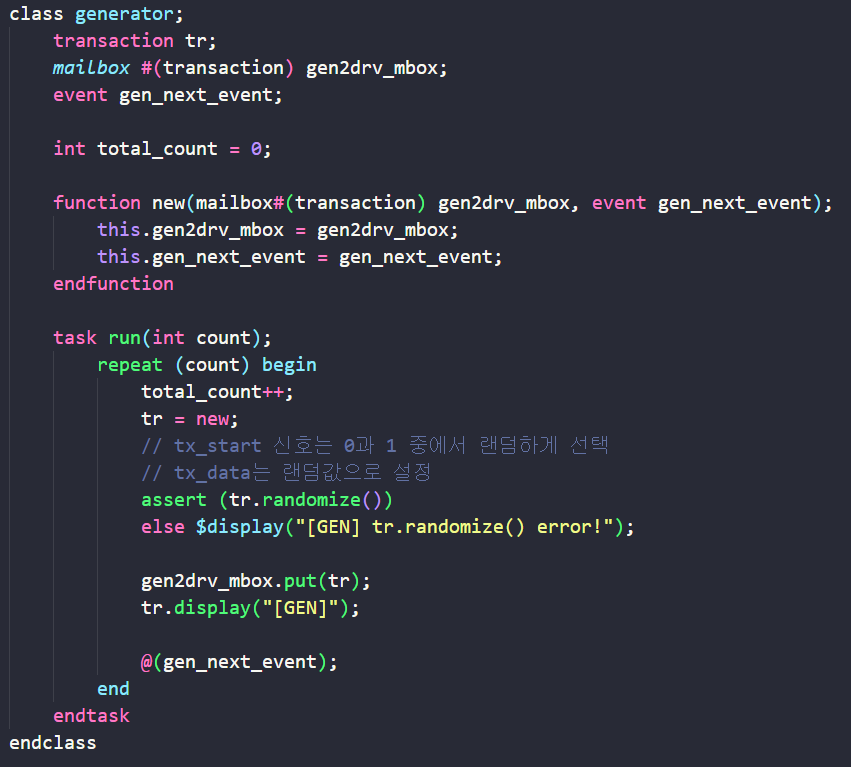 class generator;
    transaction tr;
    mailbox #(transaction) gen2drv_mbox;
    event gen_next_event;

    int total_count = 0;

    function new(mailbox#(transaction) gen2drv_mbox, event gen_next_event);
        this.gen2drv_mbox = gen2drv_mbox;
        this.gen_next_event = gen_next_event;
    endfunction

    task run(int count);
        repeat (count) begin
            total_count++;
            tr = new;
            // tx_start 신호는 0과 1 중에서 랜덤하게 선택
            // tx_data는 랜덤값으로 설정
            assert (tr.randomize())
            else $display("[GEN] tr.randomize() error!");

            gen2drv_mbox.put(tr);
            tr.display("[GEN]");

            @(gen_next_event);
        end
    endtask
endclass